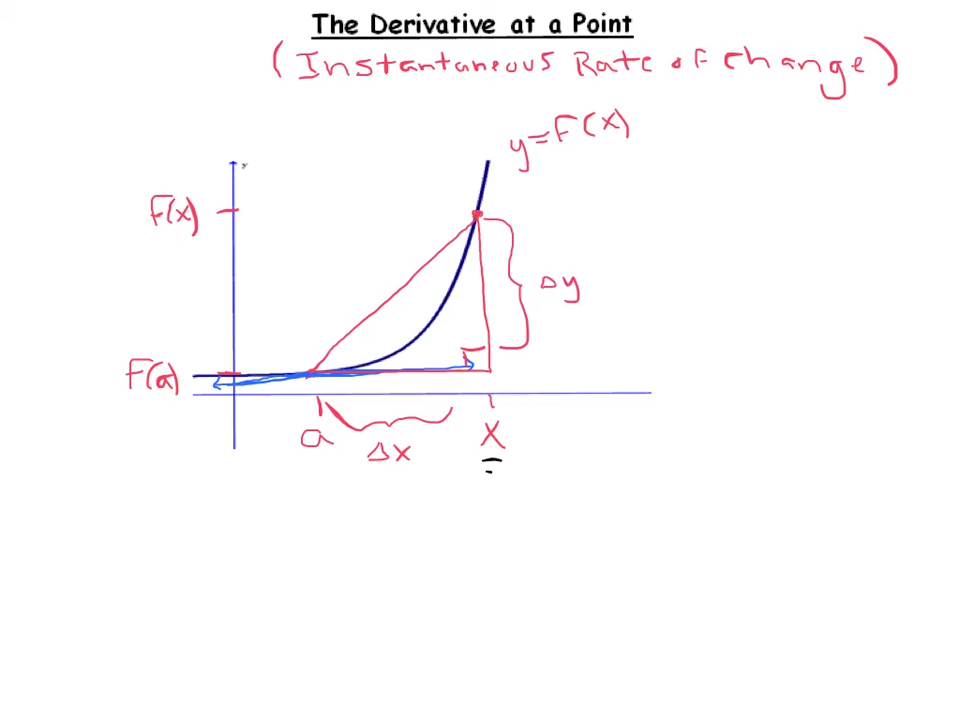 The Derivative at a Point
(Instantaneous Rate of Change)
y=F(x)
y
F(x)
Δy
F(a)
a
Δx
X